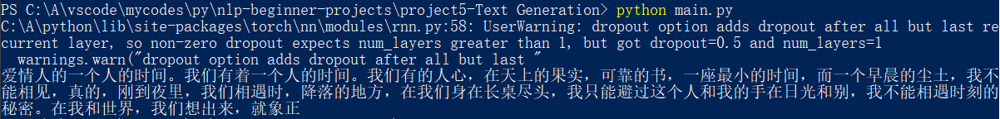 PS C:\A\vscode\mycodes\py\nlp-beginner-projects\project5-Text Generation> python main.py
C:\A\python\lib\site-packages\torch\nn\modules\rnn.py:58: UserWarning: dropout option adds dropout after all but last re
current layer, so non-zero dropout expects num_layers greater than 1, but got dropout=0.5 and num_layers=1
  warnings.warn("dropout option adds dropout after all but last "
爱情人的一个人的时间。我们有着一个人的时间。我们有的人心，在天上的果实，可靠的书，一座最小的时间，而一个早晨的尘土，我不
能相见，真的，刚到夜里，我们相遇时，降落的地方，在我们身在长桌尽头，我只能避过这个人和我的手在日光和别，我不能相遇时刻的
秘密。在我和世界，我们想出来，就象正